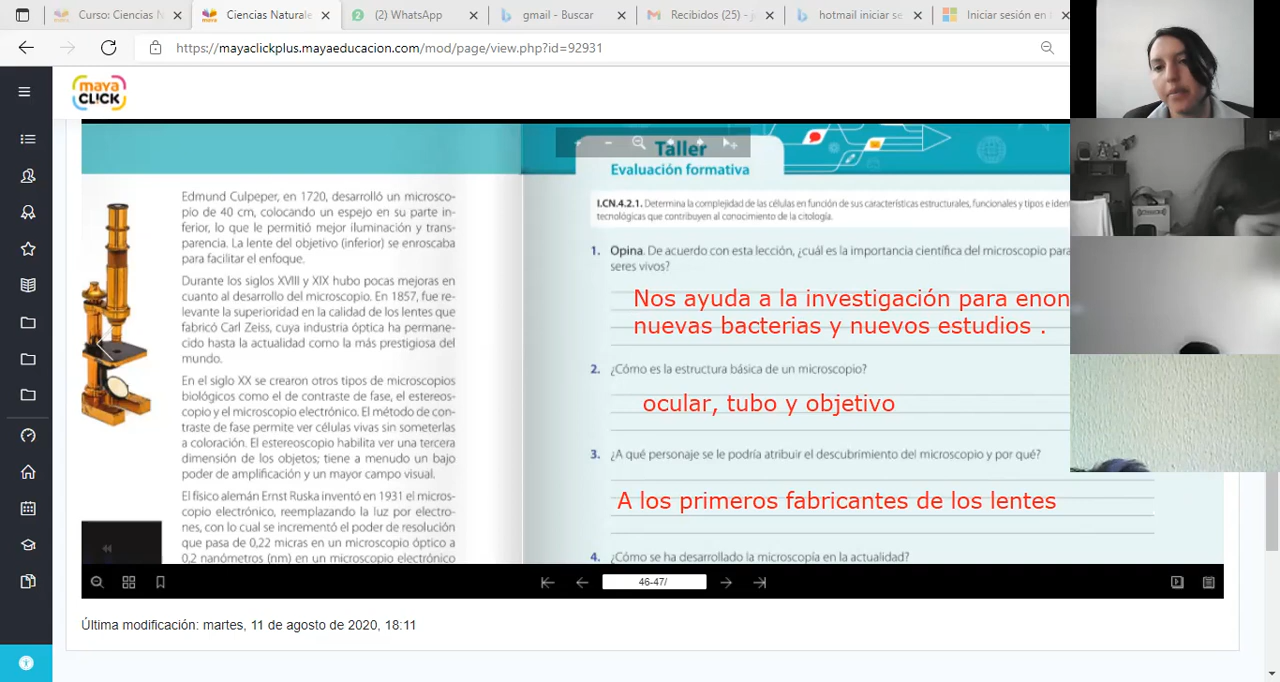 Curso: Ciencias N
Ciencias Naturale
(2) WhatsApp
gmail - Buscar
Recibidos (25) - j
hotmail iniciar se
Iniciar sesión en
https://mayaclickplus.mayaeducacion.com/mod/page/view.php?id=92931
maya
CL!CK
Edmund Culpeper, en 1720, desarrolló un microsco-
pio de 40 cm, colocando un espejo en su parte in-
ferior, lo que le permitió mejor iluminación y trans-
parencia. La lente del objetivo (inferior) se enroscaba
para facilitar el enfoque.
Durante los siglos XVIII y XIX hubo pocas mejoras en
cuanto al desarrollo del microscopio. En 1857, fue re-
levante la superioridad en la calidad de los lentes que
fabricó Carl Zeiss, cuya industria óptica ha permane-
cido hasta la actualidad como la más prestigiosa del
mundo.
En el siglo XX se crearon otros tipos de microscopios
biológicos como el de contraste de fase, el estereos-
copio y el microscopio electrónico. El método de con-
traste de fase permite ver células vivas sin someterlas
a coloración. El estereoscopio habilita ver una tercera
dimensión de los objetos; tiene a menudo un bajo
poder de amplificación y un mayor campo visual.
El físico alemán Ernst Ruska inventó en 1931 el micros-
copio electrónico, reemplazando la luz por electro-
nes, con lo cual se incrementó el poder de resolución
que pasa de 0,22 micras en un microscopio óptico a
0,2 nanómetros (nm) en un microscopio electrónico
Taller
Evaluación formativa
I.CN.4.2.1. Determina la complejidad de las células en función de sus características estructurales, funcionales y tipos e iden
tecnológicas que contribuyen al conocimiento de la citología.
1. Opina. De acuerdo con esta lección, ¿cuál es la importancia científica del microscopio para
seres vivos?
Nos ayuda a la investigación para enon
nuevas bacterias y nuevos estudios .
2. ¿Cómo es la estructura básica de un microscopio?
ocular, tubo y objetivo
3. ¿A qué personaje se le podría atribuir el descubrimiento del microscopio y por qué?
A los primeros fabricantes de los lentes
4. ¿Cómo se ha desarrollado la microscopía en la actualidad?
46-47/
Última modificación: martes, 11 de agosto de 2020, 18:11